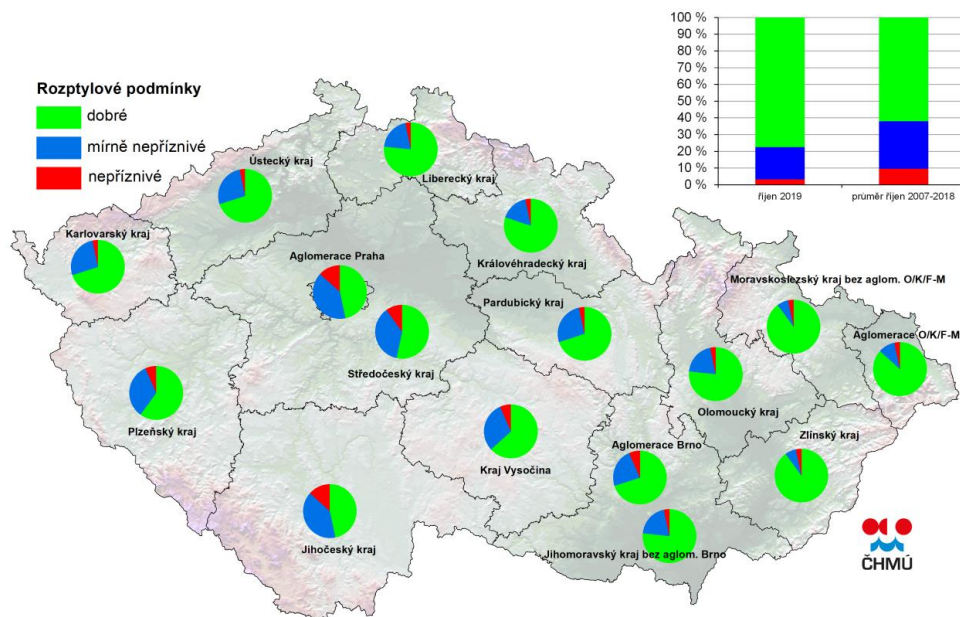 Rozptylové podmínky
dobré
mírně nepříznivé
nepříznivé
100 %
90 %
80 %
70 %
60 %
50 %
40 %
30 %
20 %
10 %
0 %
říjen 2019
průměr říjen 2007-2018
Ústecký kraj
Liberecký kraj
Karlovarský kraj
Aglomerace Praha
Královéhradecký kraj
Moravskoslezský kraj bez aglom. O/K/F-M
Pardubický kraj
Aglomerace O/K/F-M
Středočeský kraj
Olomoucký kraj
Plzeňský kraj
Zlínský kraj
Kraj Vysočina
Aglomerace Brno
Jihočeský kraj
Jihomoravský kraj bez aglom. Brno
ČHMÚ